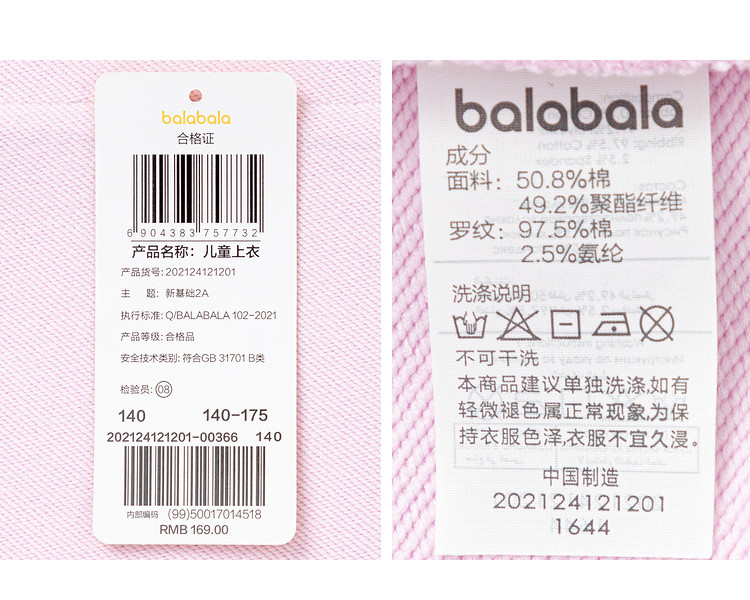 balabala
合格证
6 904383 757732
产品名称: 儿童上衣
产品货号: 202124121201
主 题: 新基础2A
执行标准: Q/BALABALA 102-2021
产品等级: 合格品
安全技术类别: 符合GB 31701 B类
检验员: 08
140 140-175
202124121201-00366 140
内部编码 (99)50017014518
RMB 169.00
balabala
成分
面料: 50.8%棉
49.2%聚酯纤维
罗纹: 97.5%棉
2.5%氨纶
洗涤说明
不可干洗
本商品建议单独洗涤,如有
轻微褪色属正常现象,为保
持衣服色泽,衣服不宜久浸。
中国制造
202124121201
1644